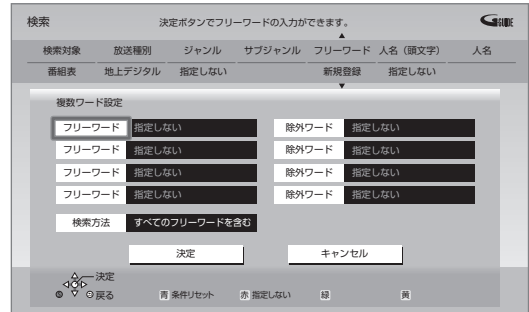 検索 決定ボタンでフリーワードの入力ができます。 G-GUIDE
検索対象 放送種別 ジャンル サブジャンル フリーワード 人名（頭文字） 人名
番組表 地上デジタル 指定しない 新規登録 指定しない
複数ワード設定
フリーワード 指定しない 除外ワード 指定しない
フリーワード 指定しない 除外ワード 指定しない
フリーワード 指定しない 除外ワード 指定しない
フリーワード 指定しない 除外ワード 指定しない
検索方法 すべてのフリーワードを含む
決定 キャンセル
決定
戻る 青 条件リセット 赤 指定しない 緑 黄